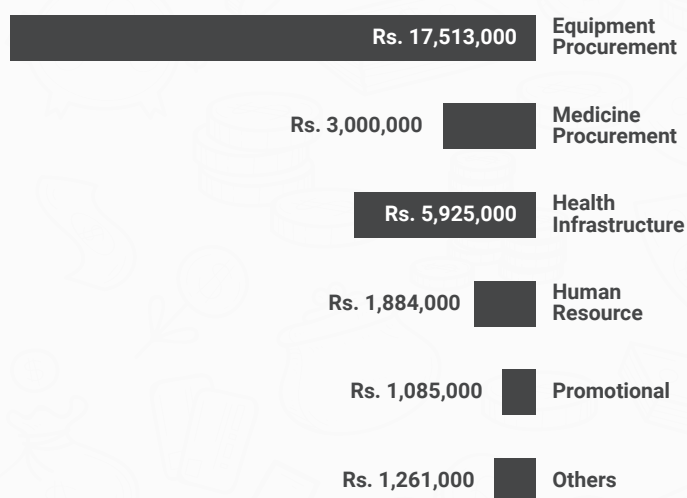 Rs. 17,513,000
Equipment
Procurement
Rs. 3,000,000
Medicine
Procurement
Rs. 5,925,000
Health
Infrastructure
Rs. 1,884,000
Human
Resource
Rs. 1,085,000
Promotional
Rs. 1,261,000
Others